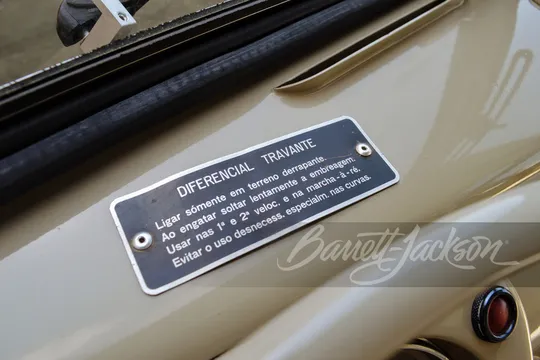 DIFERENCIAL TRAVANTE
Ligar sómente em terreno derrapante.
Ao engatar soltar lentamente a embreagem.
Usar nas 1ª e 2ª veloc. e na marcha-à-ré.
Evitar o uso desnecess. especialm. nas curvas.
Barrett-Jackson